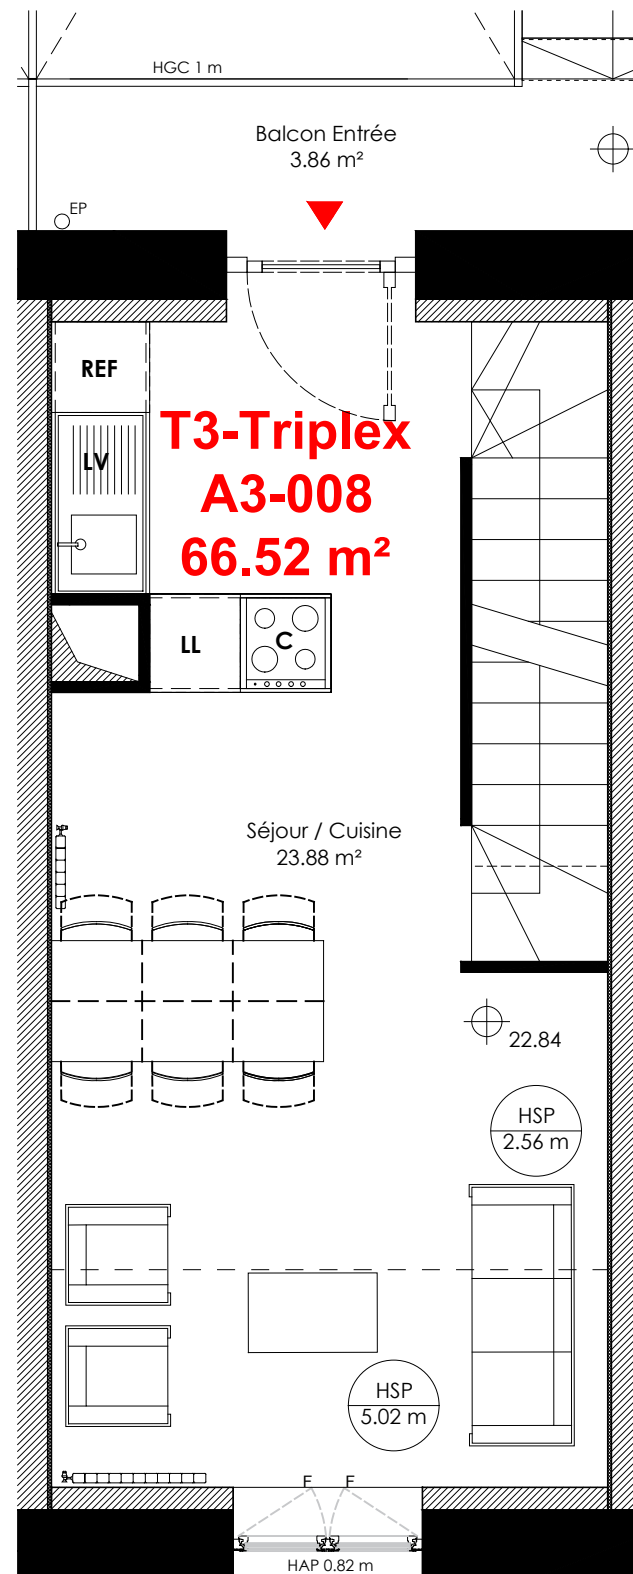 HGC 1 m
Balcon Entrée
3.86 m²
EP
REF
T3-Triplex
LV
A3-008
66.52 m²
LL
C
Séjour / Cuisine
23.88 m²
22.84
HSP
2.56 m
HSP
5.02 m
F F
HAP 0.82 m